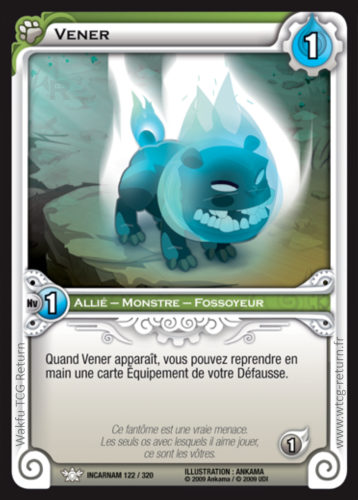 VENER
1
Nv 1
ALLIÉ – MONSTRE – FOSSOYEUR
Quand Vener apparaît, vous pouvez reprendre en
main une carte Équipement de votre Défausse.
Ce fantôme est une vraie menace.
Les seuls os avec lesquels il aime jouer,
ce sont les vôtres.
1
INCARNAM 122 / 320
ILLUSTRATION : ANKAMA
© 2009 Ankama / © 2009 UDI
Wakfu TCG Return
www.wtcg-return.fr